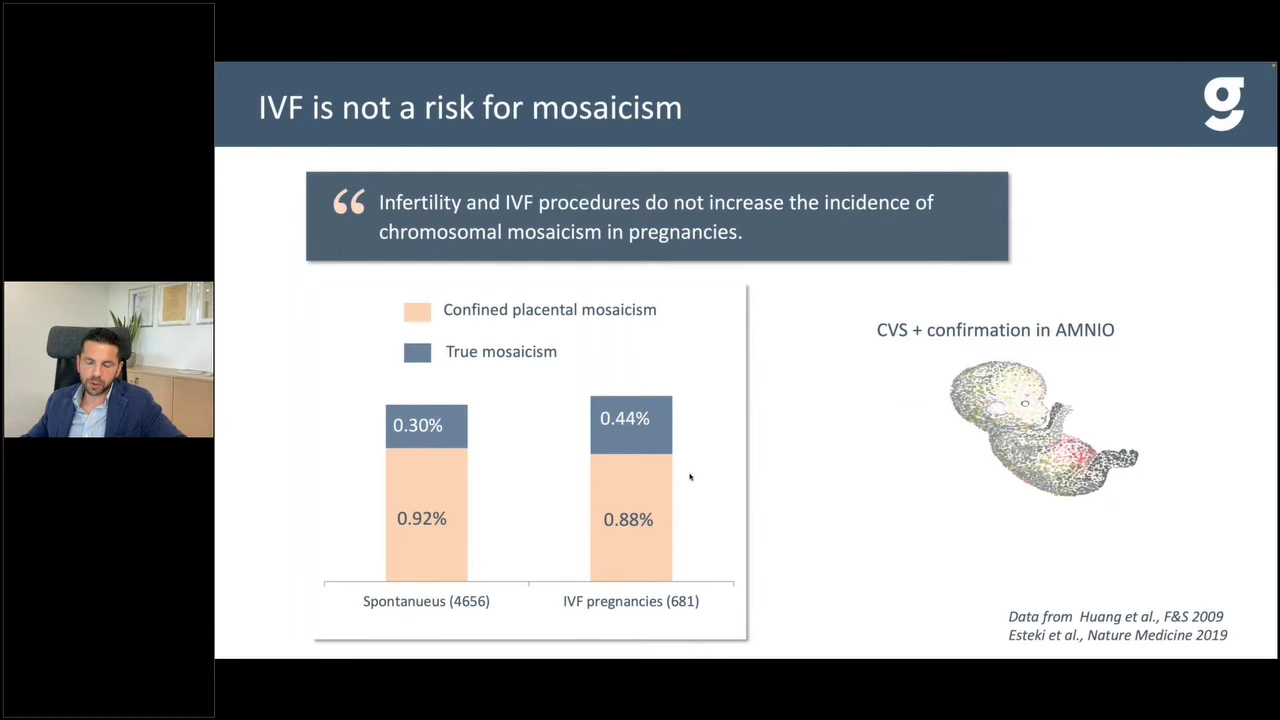 IVF is not a risk for mosaicism
g
“ Infertility and IVF procedures do not increase the incidence of
chromosomal mosaicism in pregnancies.
Confined placental mosaicism
True mosaicism
0.30%
0.44%
0.92%
0.88%
Spontanueus (4656)
IVF pregnancies (681)
CVS + confirmation in AMNIO
Data from Huang et al., F&S 2009
Esteki et al., Nature Medicine 2019